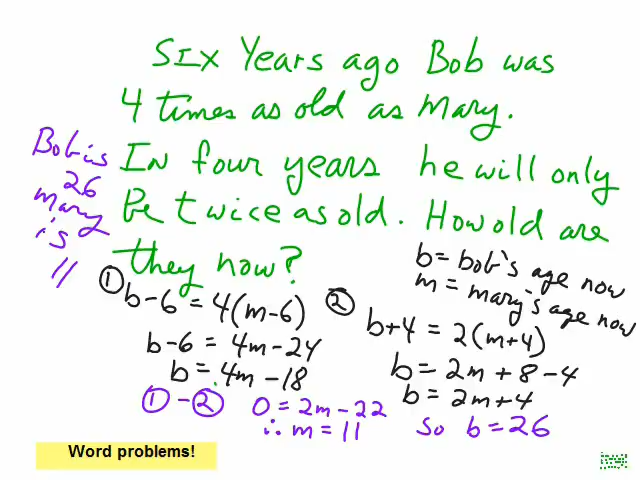 Six Years ago Bob was
4 times as old as Mary.
In four years he will only
be twice as old. How old are
they now?
Bob is
26
mary
is
11
b = bob's age now
m = mary's age now
① b-6 = 4(m-6)
b-6 = 4m-24
b = 4m-18
② b+4 = 2(m+4)
b = 2m+8-4
b = 2m+4
①-② 0 = 2m-22
∴ m = 11 So b = 26
Word problems!